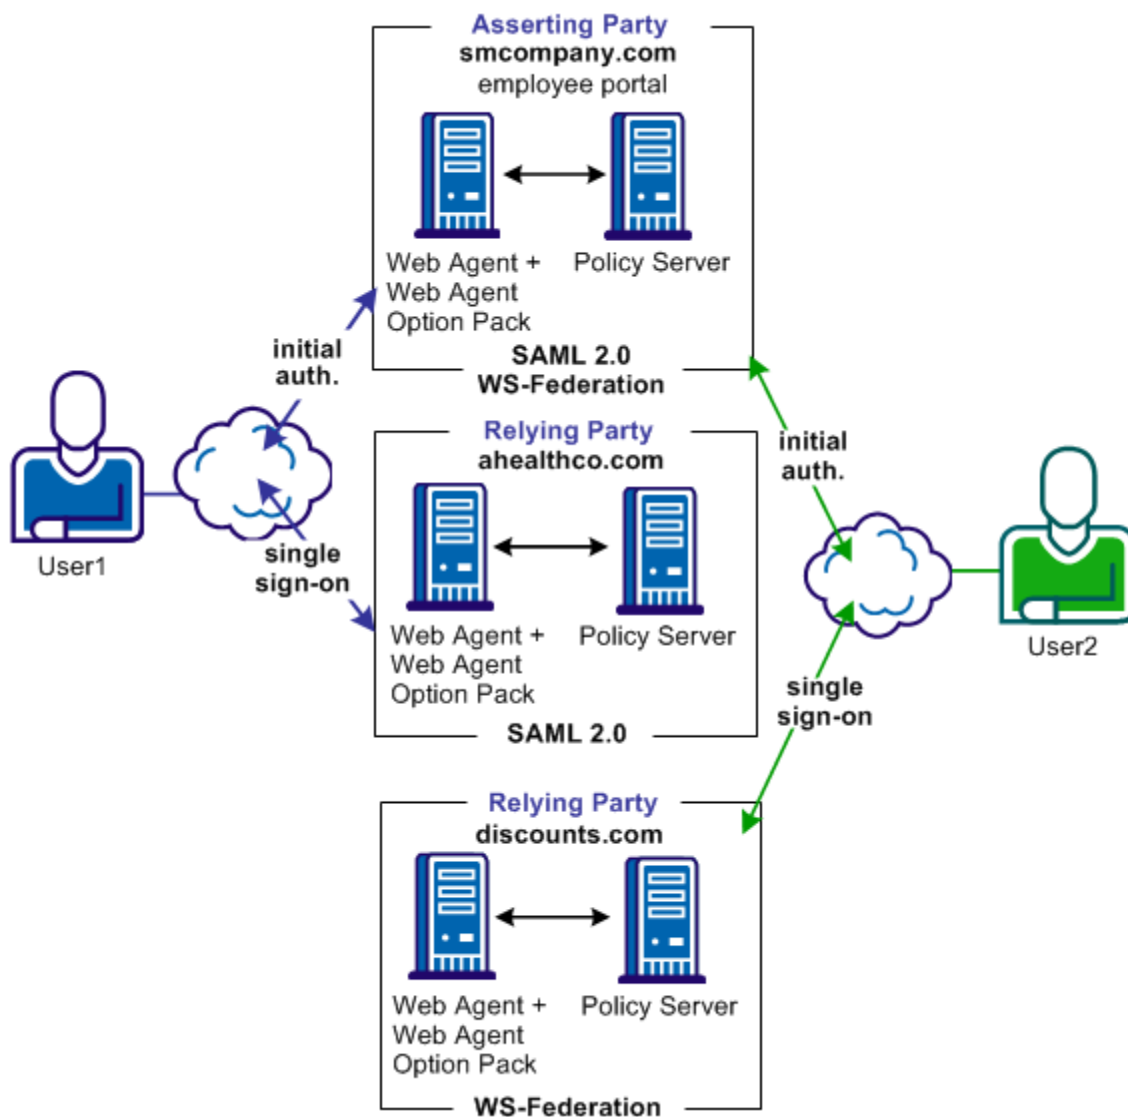 Asserting Party
smcompany.com
employee portal
Web Agent +
Web Agent
Option Pack
Policy Server
SAML 2.0
WS-Federation
initial
auth.
single
sign-on
User1
Relying Party
ahealthco.com
Web Agent +
Web Agent
Option Pack
Policy Server
SAML 2.0
initial
auth.
single
sign-on
User2
Relying Party
discounts.com
Web Agent +
Web Agent
Option Pack
Policy Server
WS-Federation